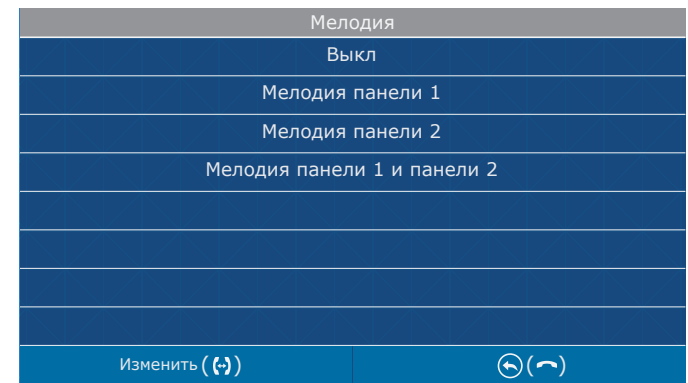 Мелодия
Выкл
Мелодия панели 1
Мелодия панели 2
Мелодия панели 1 и панели 2
Изменить () ()